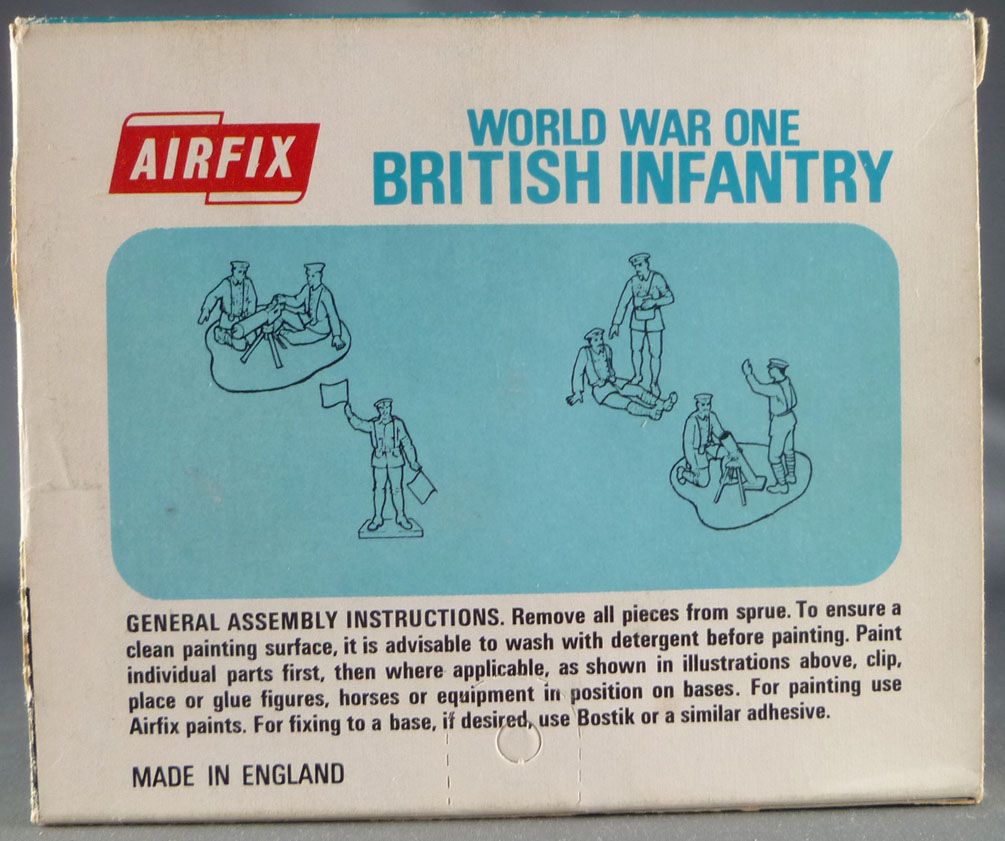 AIRFIX
WORLD WAR ONE
BRITISH INFANTRY
GENERAL ASSEMBLY INSTRUCTIONS. Remove all pieces from sprue. To ensure a
clean painting surface, it is advisable to wash with detergent before painting. Paint
individual parts first, then where applicable, as shown in illustrations above, clip,
place or glue figures, horses or equipment in position on bases. For painting use
Airfix paints. For fixing to a base, if desired, use Bostik or a similar adhesive.
MADE IN ENGLAND